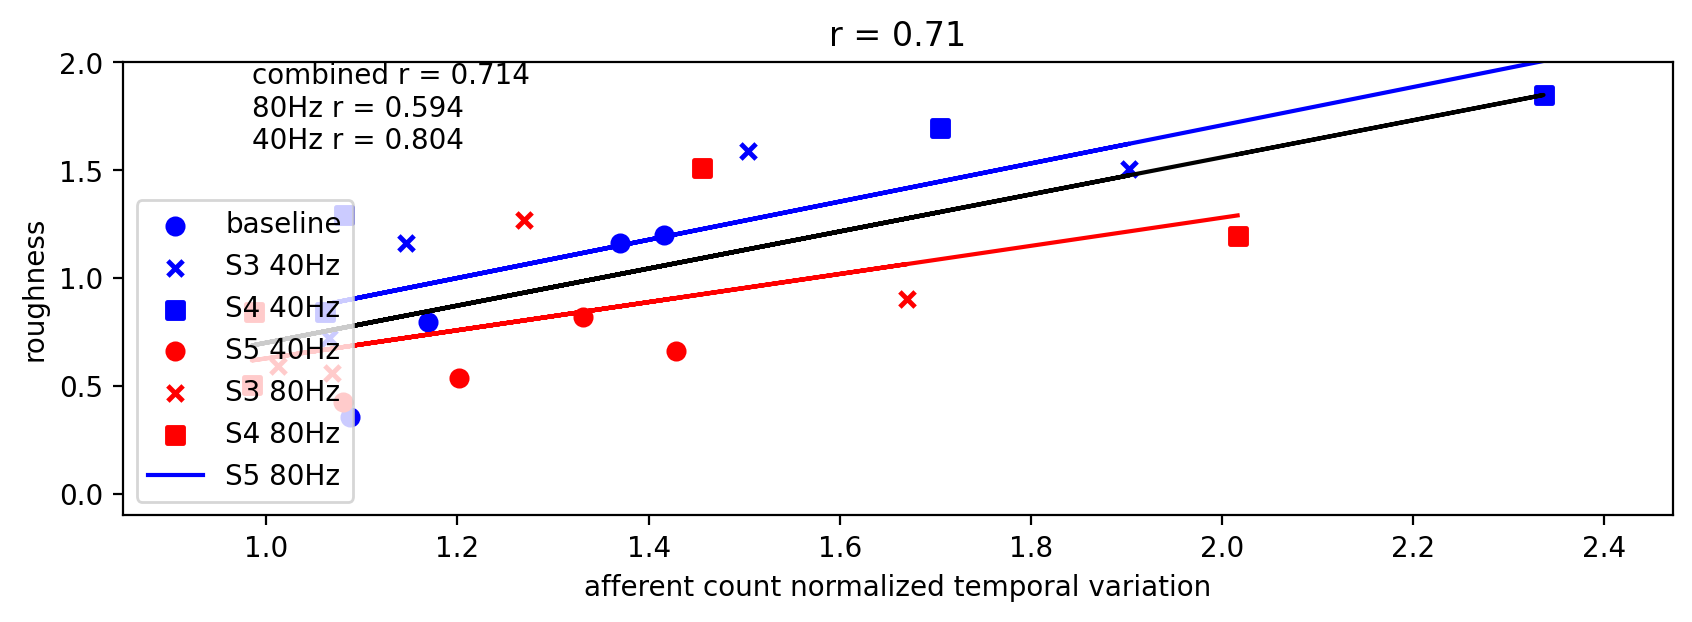 r = 0.71
combined r = 0.714
80Hz r = 0.594
40Hz r = 0.804
roughness
2.0
1.5
1.0
0.5
0.0
baseline
S3 40Hz
S4 40Hz
S5 40Hz
S3 80Hz
S4 80Hz
S5 80Hz
1.0 1.2 1.4 1.6 1.8 2.0 2.2 2.4
afferent count normalized temporal variation